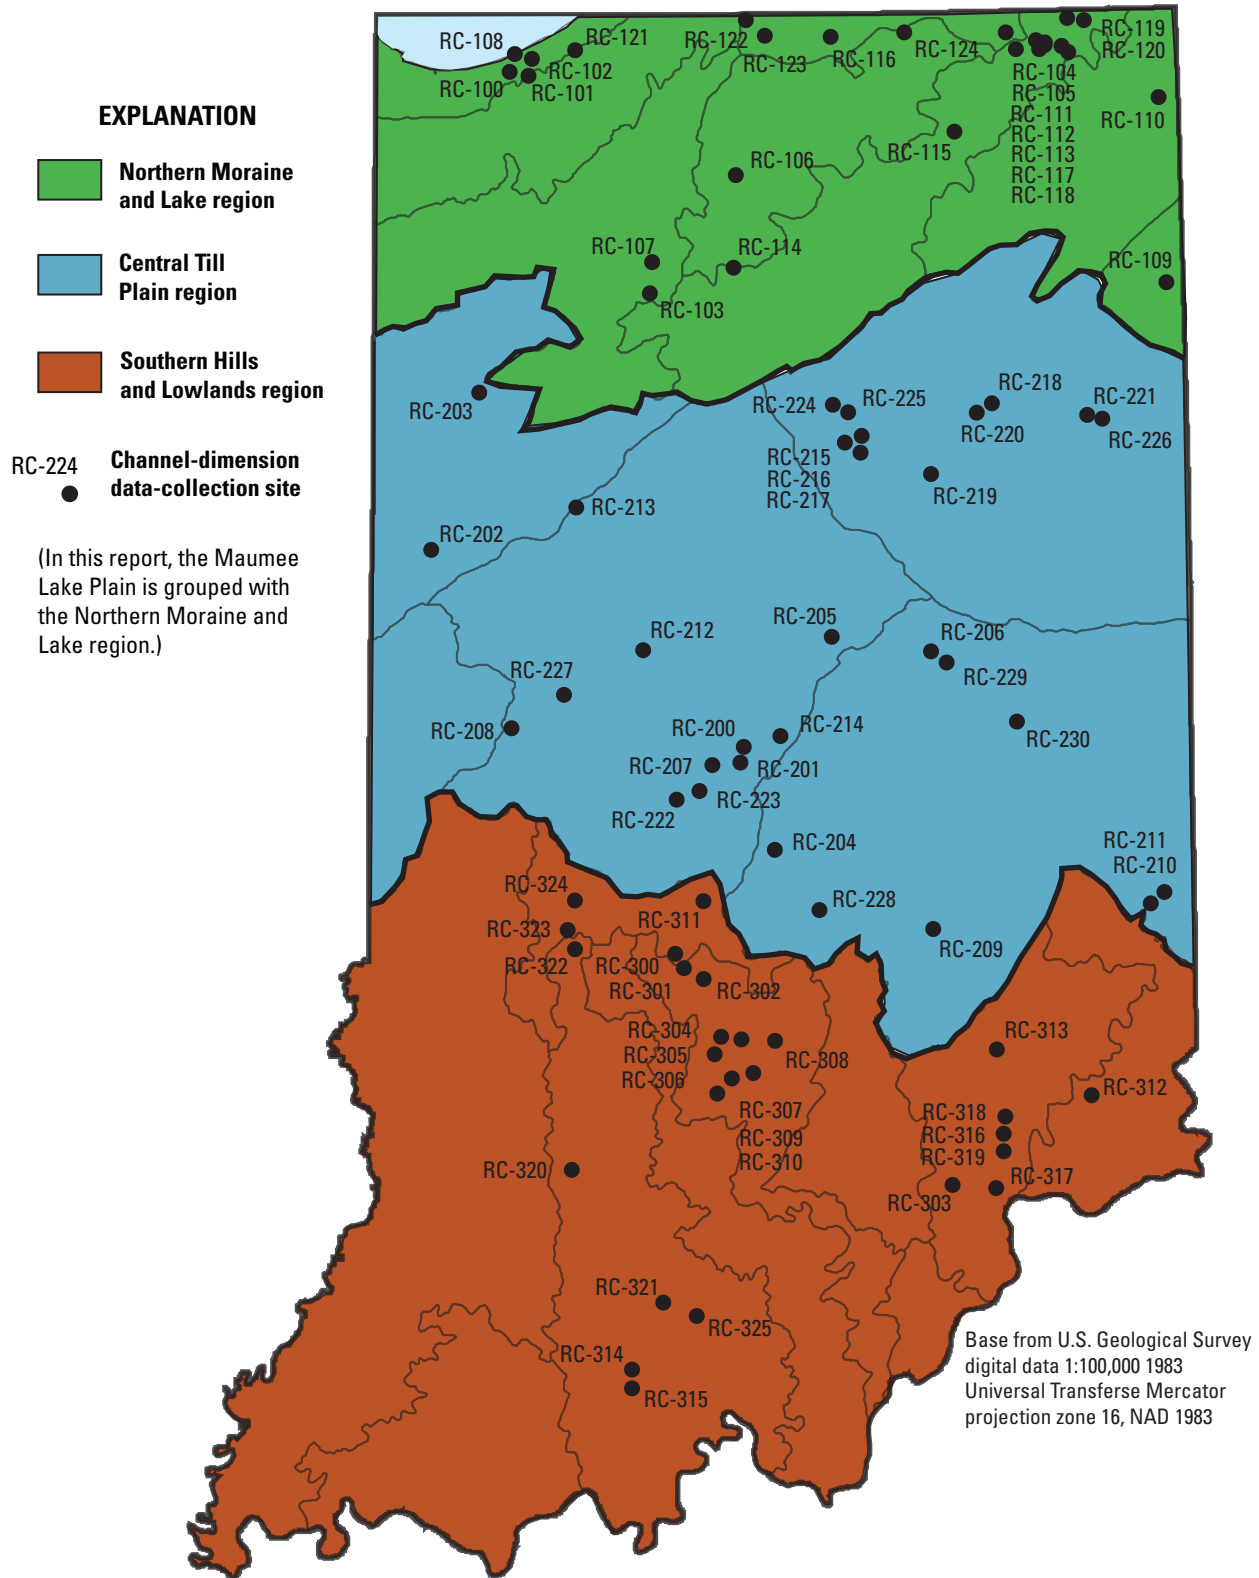 EXPLANATION
Northern Moraine
and Lake region
Central Till
Plain region
Southern Hills
and Lowlands region
RC-224
Channel-dimension
data-collection site
(In this report, the Maumee
Lake Plain is grouped with
the Northern Moraine and
Lake region.)
RC-108
RC-121
RC-122
RC-124
RC-119
RC-120
RC-123
RC-116
RC-102
RC-100
RC-101
RC-104
RC-105
RC-111
RC-112
RC-113
RC-117
RC-118
RC-110
RC-115
RC-106
RC-107
RC-114
RC-109
RC-103
RC-203
RC-224
RC-225
RC-218
RC-221
RC-220
RC-226
RC-215
RC-216
RC-217
RC-219
RC-213
RC-202
RC-212
RC-205
RC-206
RC-227
RC-229
RC-208
RC-200
RC-214
RC-230
RC-207
RC-201
RC-223
RC-222
RC-204
RC-211
RC-210
RC-324
RC-228
RC-323
RC-311
RC-209
RC-322
RC-300
RC-301
RC-302
RC-304
RC-313
RC-305
RC-308
RC-306
RC-312
RC-307
RC-309
RC-310
RC-318
RC-316
RC-319
RC-320
RC-317
RC-303
RC-321
RC-325
RC-314
RC-315
Base from U.S. Geological Survey
digital data 1:100,000 1983
Universal Transferse Mercator
projection zone 16, NAD 1983